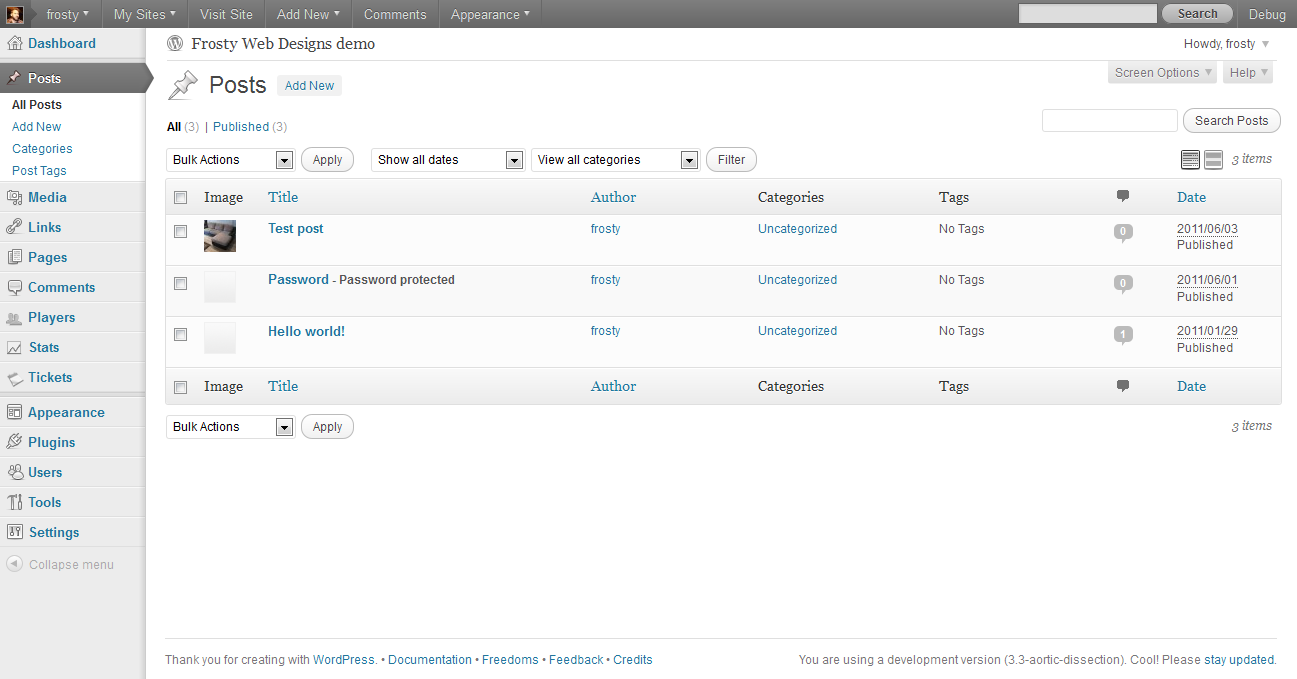 frosty My Sites Visit Site Add New Comments Appearance Search Debug
Frosty Web Designs demo Howdy, frosty
Dashboard
Posts
All Posts
Add New
Categories
Post Tags
Media
Links
Pages
Comments
Players
Stats
Tickets
Appearance
Plugins
Users
Tools
Settings
Collapse menu
Screen Options Help
Posts Add New
All (3) | Published (3) Search Posts
Bulk Actions Apply Show all dates View all categories Filter 3 items
Image Title Author Categories Tags Date
Test post frosty Uncategorized No Tags 0 2011/06/03
Published
Password - Password protected frosty Uncategorized No Tags 0 2011/06/01
Published
Hello world! frosty Uncategorized No Tags 1 2011/01/29
Published
Image Title Author Categories Tags Date
Bulk Actions Apply 3 items
Thank you for creating with WordPress. • Documentation • Freedoms • Feedback • Credits You are using a development version (3.3-aortic-dissection). Cool! Please stay updated.